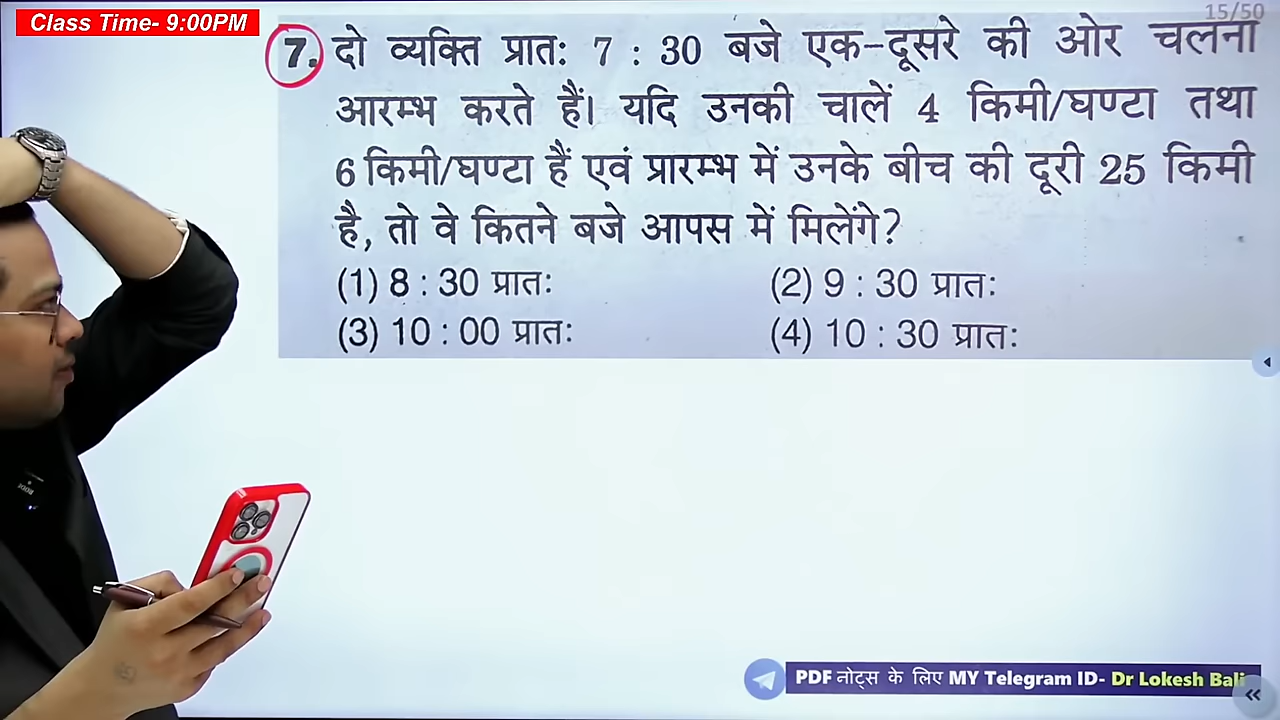 Class Time- 9:00PM
15/50
7. दो व्यक्ति प्रातः 7 : 30 बजे एक-दूसरे की ओर चलना
आरम्भ करते हैं। यदि उनकी चालें 4 किमी/घण्टा तथा
6 किमी/घण्टा हैं एवं प्रारम्भ में उनके बीच की दूरी 25 किमी
है, तो वे कितने बजे आपस में मिलेंगे?
(1) 8 : 30 प्रातः (2) 9 : 30 प्रातः
(3) 10 : 00 प्रातः (4) 10 : 30 प्रातः
PDF नोट्स के लिए MY Telegram ID- Dr Lokesh Bali